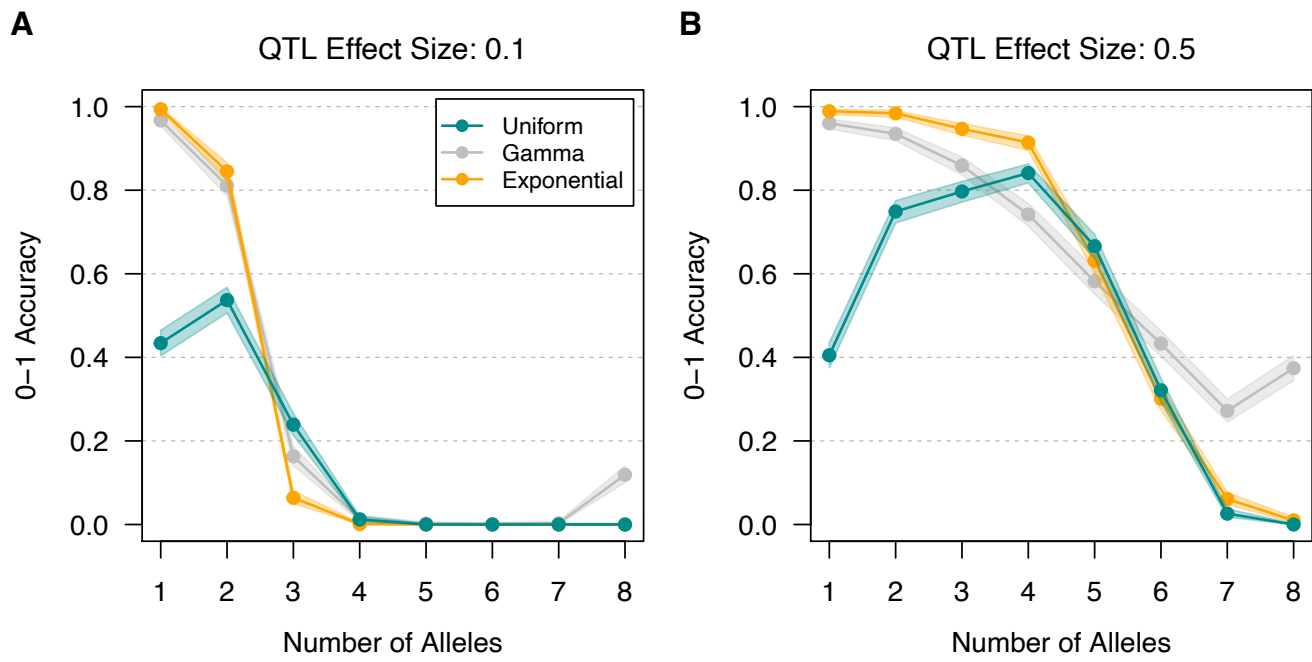 A
QTL Effect Size: 0.1
0−1 Accuracy
1.0
0.8
0.6
0.4
0.2
0.0
Uniform
Gamma
Exponential
1 2 3 4 5 6 7 8
Number of Alleles
B
QTL Effect Size: 0.5
0−1 Accuracy
1.0
0.8
0.6
0.4
0.2
0.0
1 2 3 4 5 6 7 8
Number of Alleles